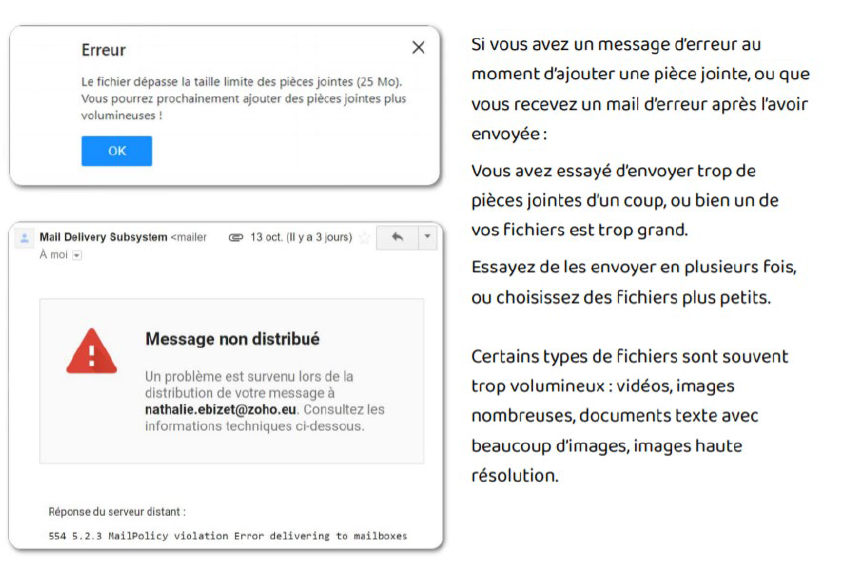 Erreur
Le fichier dépasse la taille limite des pièces jointes (25 Mo).
Vous pourrez prochainement ajouter des pièces jointes plus
volumineuses !
OK
Mail Delivery Subsystem <mailer 13 oct. (Il y a 3 jours)
À moi
Message non distribué
Un problème est survenu lors de la
distribution de votre message à
nathalie.ebizet@zoho.eu. Consultez les
informations techniques ci-dessous.
Réponse du serveur distant :
554 5.2.3 MailPolicy violation Error delivering to mailboxes
Si vous avez un message d'erreur au
moment d'ajouter une pièce jointe, ou que
vous recevez un mail d'erreur après l'avoir
envoyée :
Vous avez essayé d'envoyer trop de
pièces jointes d'un coup, ou bien un de
vos fichiers est trop grand.
Essayez de les envoyer en plusieurs fois,
ou choisissez des fichiers plus petits.
Certains types de fichiers sont souvent
trop volumineux : vidéos, images
nombreuses, documents texte avec
beaucoup d'images, images haute
résolution.